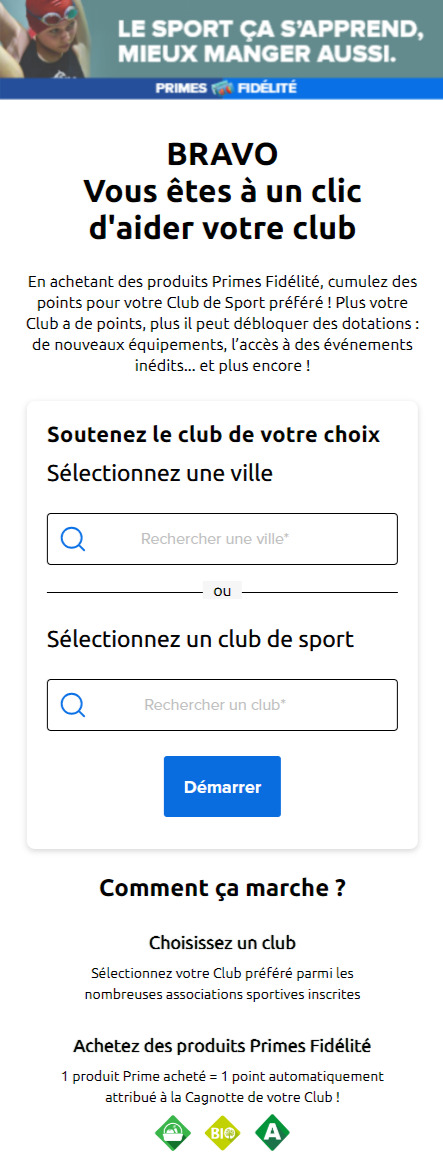 LE SPORT ÇA S'APPREND,
MIEUX MANGER AUSSI.
PRIMES FIDÉLITÉ
BRAVO
Vous êtes à un clic
d'aider votre club
En achetant des produits Primes Fidélité, cumulez des
points pour votre Club de Sport préféré ! Plus votre
Club a de points, plus il peut débloquer des dotations :
de nouveaux équipements, l'accès à des événements
inédits... et plus encore !
Soutenez le club de votre choix
Sélectionnez une ville
Rechercher une ville*
ou
Sélectionnez un club de sport
Rechercher un club*
Démarrer
Comment ça marche ?
Choisissez un club
Sélectionnez votre Club préféré parmi les
nombreuses associations sportives inscrites
Achetez des produits Primes Fidélité
1 produit Prime acheté = 1 point automatiquement
attribué à la Cagnotte de votre Club !
BIO A